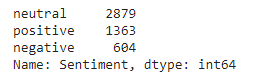 neutral 2879
positive 1363
negative 604
Name: Sentiment, dtype: int64